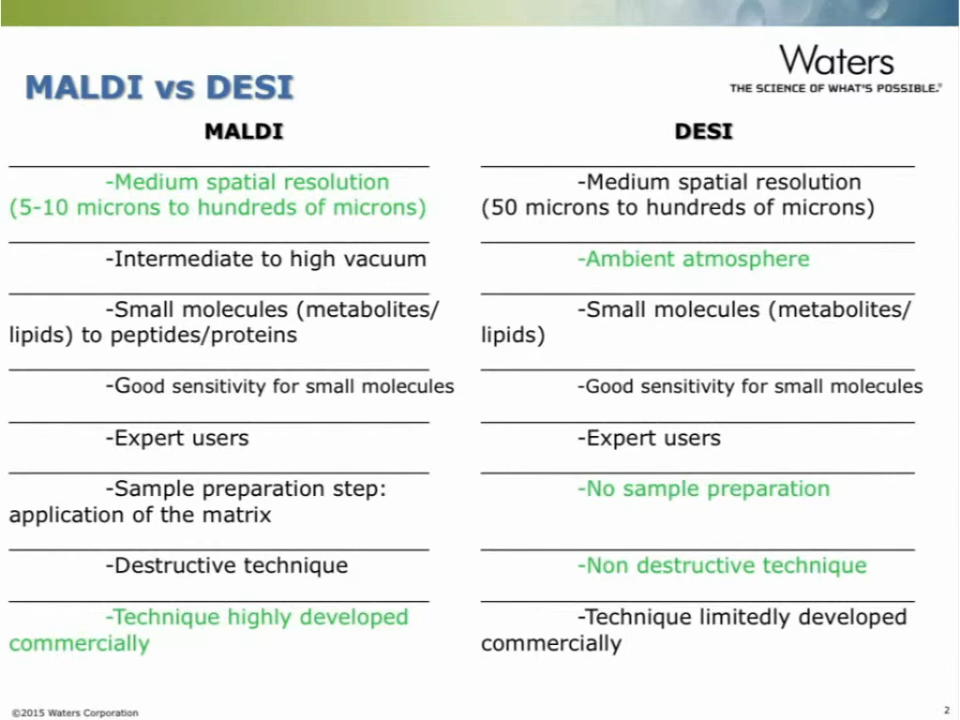 Waters
THE SCIENCE OF WHAT'S POSSIBLE.®
MALDI vs DESI
MALDI
-Medium spatial resolution
(5-10 microns to hundreds of microns)
-Intermediate to high vacuum
-Small molecules (metabolites/
lipids) to peptides/proteins
-Good sensitivity for small molecules
-Expert users
-Sample preparation step:
application of the matrix
-Destructive technique
-Technique highly developed
commercially
DESI
-Medium spatial resolution
(50 microns to hundreds of microns)
-Ambient atmosphere
-Small molecules (metabolites/
lipids)
-Good sensitivity for small molecules
-Expert users
-No sample preparation
-Non destructive technique
-Technique limitedly developed
commercially
©2015 Waters Corporation
2